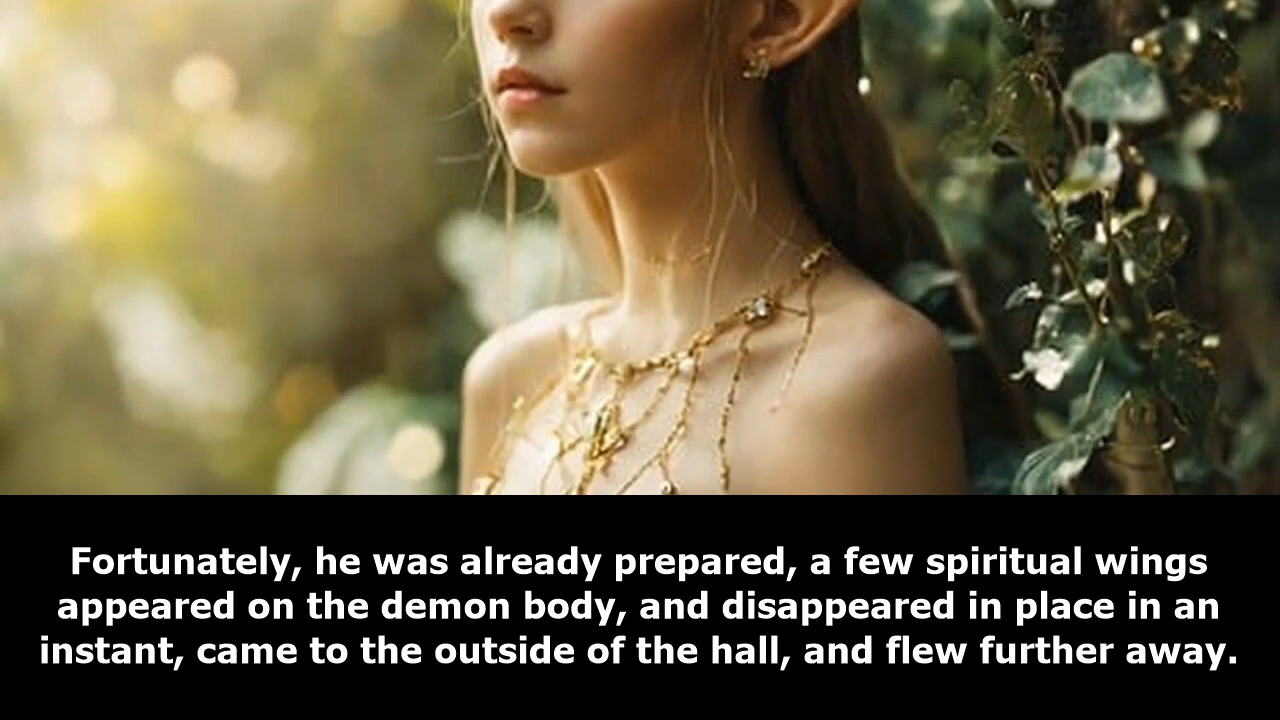 Fortunately, he was already prepared, a few spiritual wings
appeared on the demon body, and disappeared in place in an
instant, came to the outside of the hall, and flew further away.